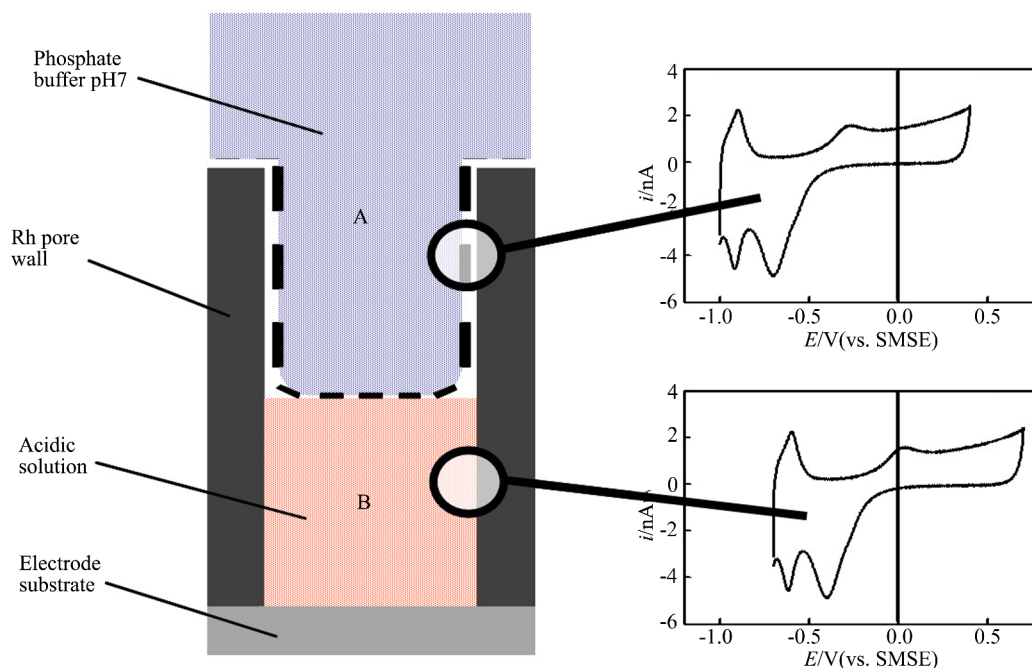 Phosphate
buffer pH7
A
Rh pore
wall
Acidic
solution
B
Electrode
substrate
4
2
0
-2
4
-6
i/nA
-1.0 -0.5 0.0 0.5
E/V(vs. SMSE)
4
2
0
-2
-4
-6
i/nA
-1.0 -0.5 0.0 0.5
E/V(vs. SMSE)